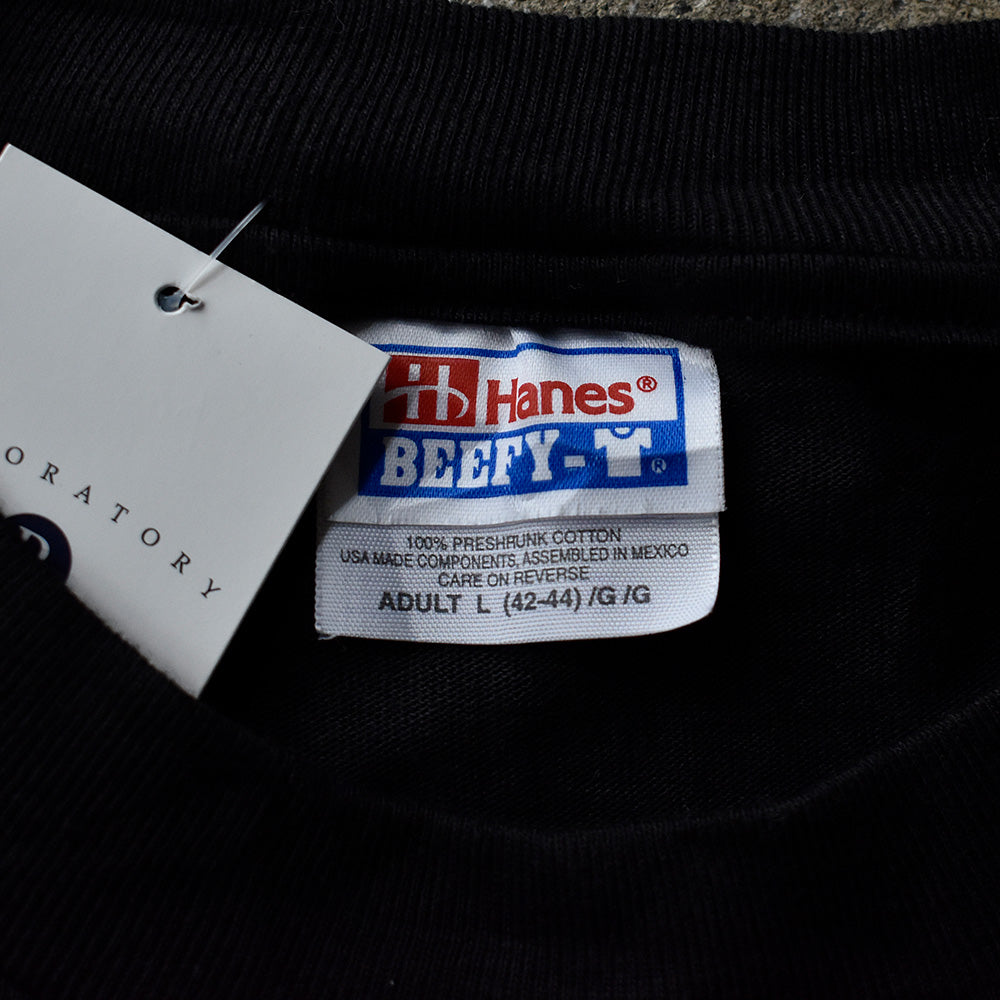 ORATORY
Hanes®
BEEFY-T®
100% PRESHRUNK COTTON
USA MADE COMPONENTS, ASSEMBLED IN MEXICO
CARE ON REVERSE
ADULT L (42-44) /G /G